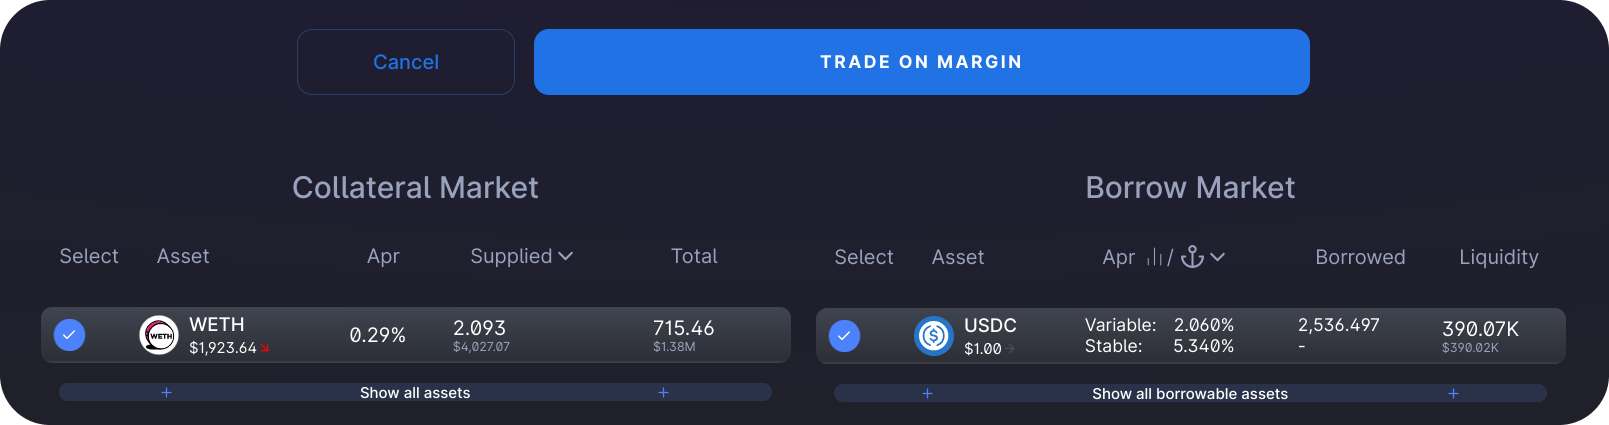 Cancel
TRADE ON MARGIN
Collateral Market
Select Asset Apr Supplied Total
WETH
WETH
$1,923.64
0.29%
2.093
$4,027.07
715.46
$1.38M
+ Show all assets +
Borrow Market
Select Asset Apr / Borrowed Liquidity
USDC
$1.00
Variable: 2.060%
Stable: 5.340%
2,536.497
-
390.07K
$390.02K
+ Show all borrowable assets +